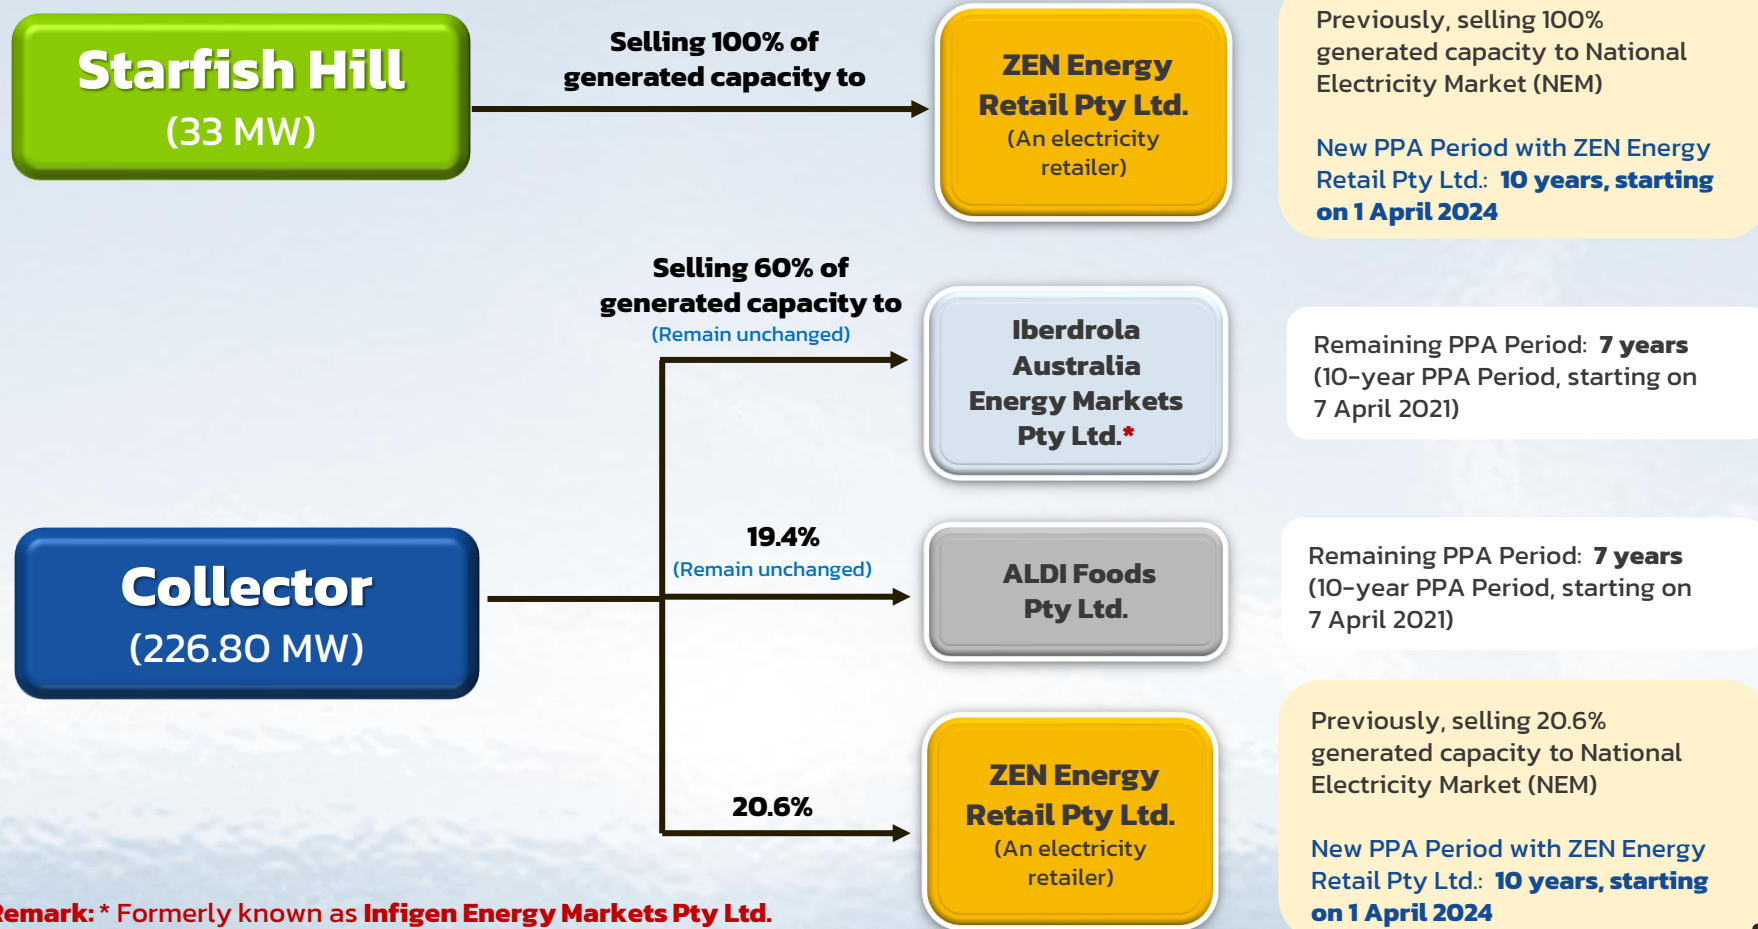 Starfish Hill
(33 MW)
Selling 100% of
generated capacity to
ZEN Energy
Retail Pty Ltd.
(An electricity
retailer)
Previously, selling 100%
generated capacity to National
Electricity Market (NEM)
New PPA Period with ZEN Energy
Retail Pty Ltd.: 10 years, starting
on 1 April 2024
Selling 60% of
generated capacity to
(Remain unchanged)
Iberdrola
Australia
Energy Markets
Pty Ltd.*
Remaining PPA Period: 7 years
(10-year PPA Period, starting on
7 April 2021)
Collector
(226.80 MW)
19.4%
(Remain unchanged)
ALDI Foods
Pty Ltd.
Remaining PPA Period: 7 years
(10-year PPA Period, starting on
7 April 2021)
20.6%
ZEN Energy
Retail Pty Ltd.
(An electricity
retailer)
Previously, selling 20.6%
generated capacity to National
Electricity Market (NEM)
New PPA Period with ZEN Energy
Retail Pty Ltd.: 10 years, starting
on 1 April 2024
Remark: * Formerly known as Infigen Energy Markets Pty Ltd.